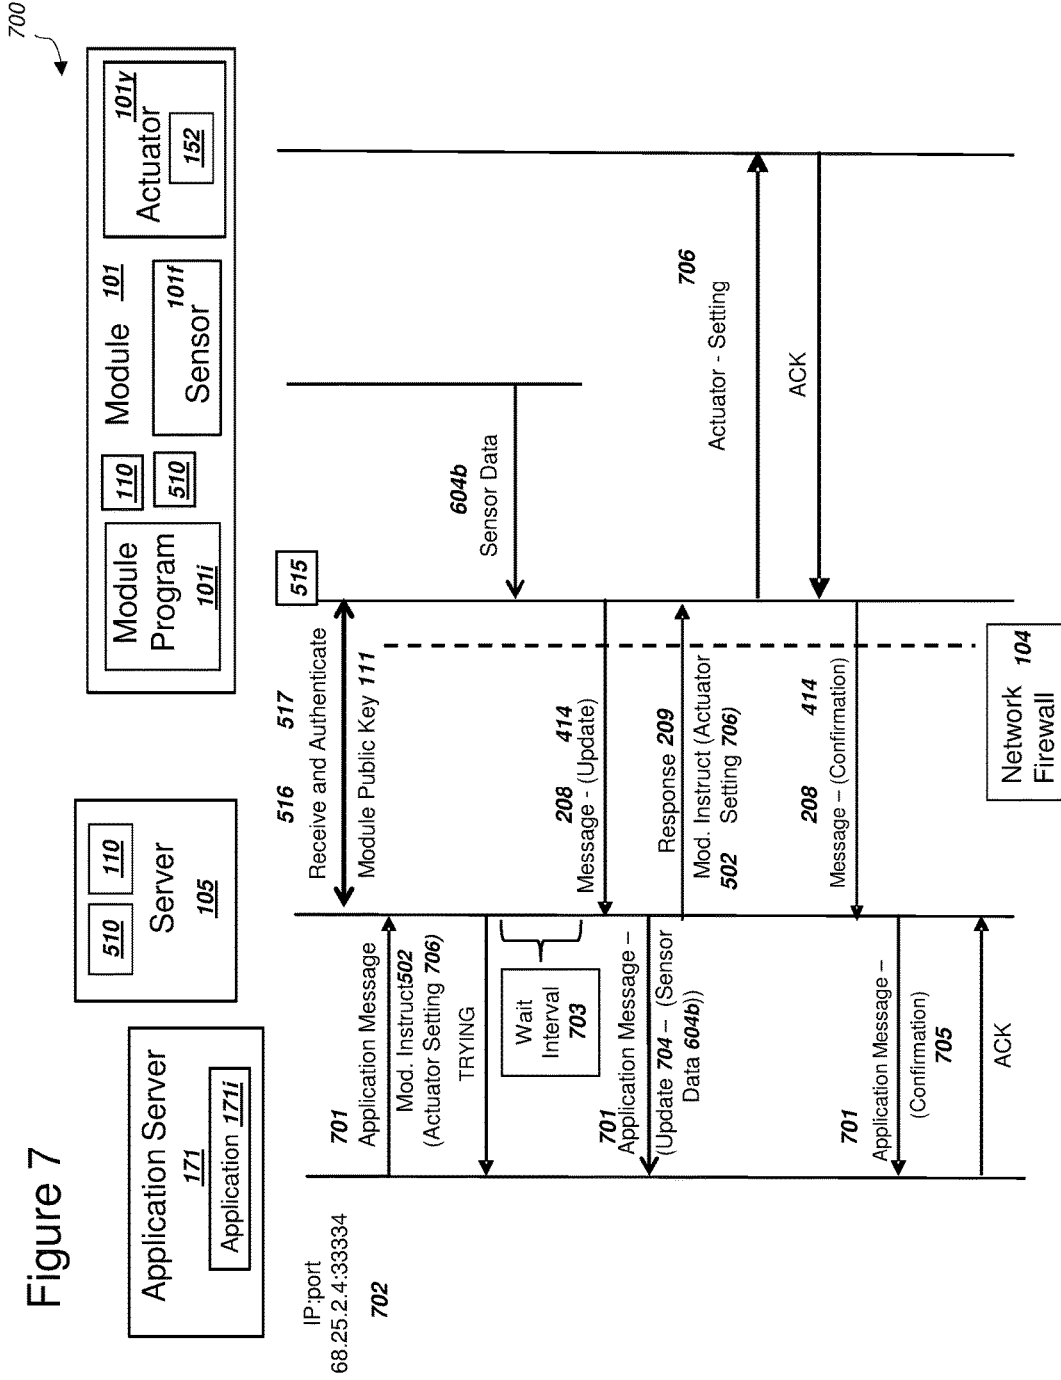 Figure 7
700
Application Server
171
Application 171i
510
110
Server
105
Module
Program
101i
110
510
Module 101
Sensor
101f
Actuator
101y
152
IP:port
68.25.2.4:33334
702
516
517
Receive and Authenticate
Module Public Key 111
515
701
Application Message
Mod. Instruct502
(Actuator Setting 706)
TRYING
Wait
Interval
703
604b
Sensor Data
208
414
Message - (Update)
701
Application Message –
(Update 704 – (Sensor
Data 604b))
Response 209
Mod. Instruct (Actuator
502 Setting 706)
706
Actuator - Setting
ACK
208
414
Message – (Confirmation)
701
Application Message –
(Confirmation)
705
ACK
Network 104
Firewall